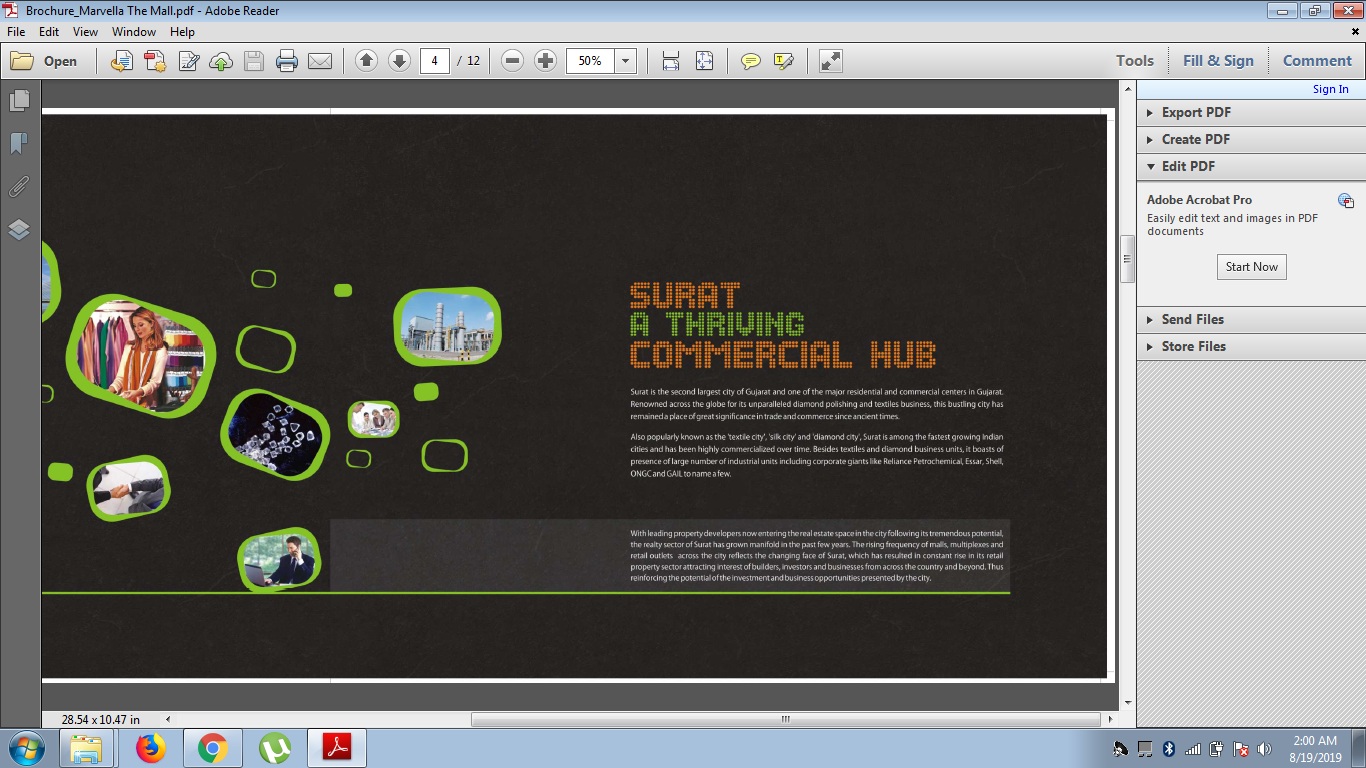 Brochure_Marvella The Mall.pdf - Adobe Reader
File Edit View Window Help
Open 4 / 12 50% Tools Fill & Sign Comment
Sign In
Export PDF
Create PDF
Edit PDF
Adobe Acrobat Pro
Easily edit text and images in PDF
documents
Start Now
Send Files
Store Files
SURAT
A THRIVING
COMMERCIAL HUB
Surat is the second largest city of Gujarat and one of the major residential and commercial centers in Gujarat.
Renowned across the globe for its unparalleled diamond polishing and textiles business, this bustling city has
remained a place of great significance in trade and commerce since ancient times.
Also popularly known as the 'textile city', 'silk city' and 'diamond city', Surat is among the fastest growing Indian
cities and has been highly commercialized over time. Besides textiles and diamond business units, it boasts of
presence of large number of industrial units including corporate giants like Reliance Petrochemical, Essar, Shell,
ONGC and GAIL to name a few.
With leading property developers now entering the real estate space in the city following its tremendous potential,
the realty sector of Surat has grown manifold in the past few years. The rising frequency of malls, multiplexes and
retail outlets across the city reflects the changing face of Surat, which has resulted in constant rise in its retail
property sector attracting interest of builders, investors and businesses from across the country and beyond. Thus
reinforcing the potential of the investment and business opportunities presented by the city.
28.54 x 10.47 in
2:00 AM
8/19/2019